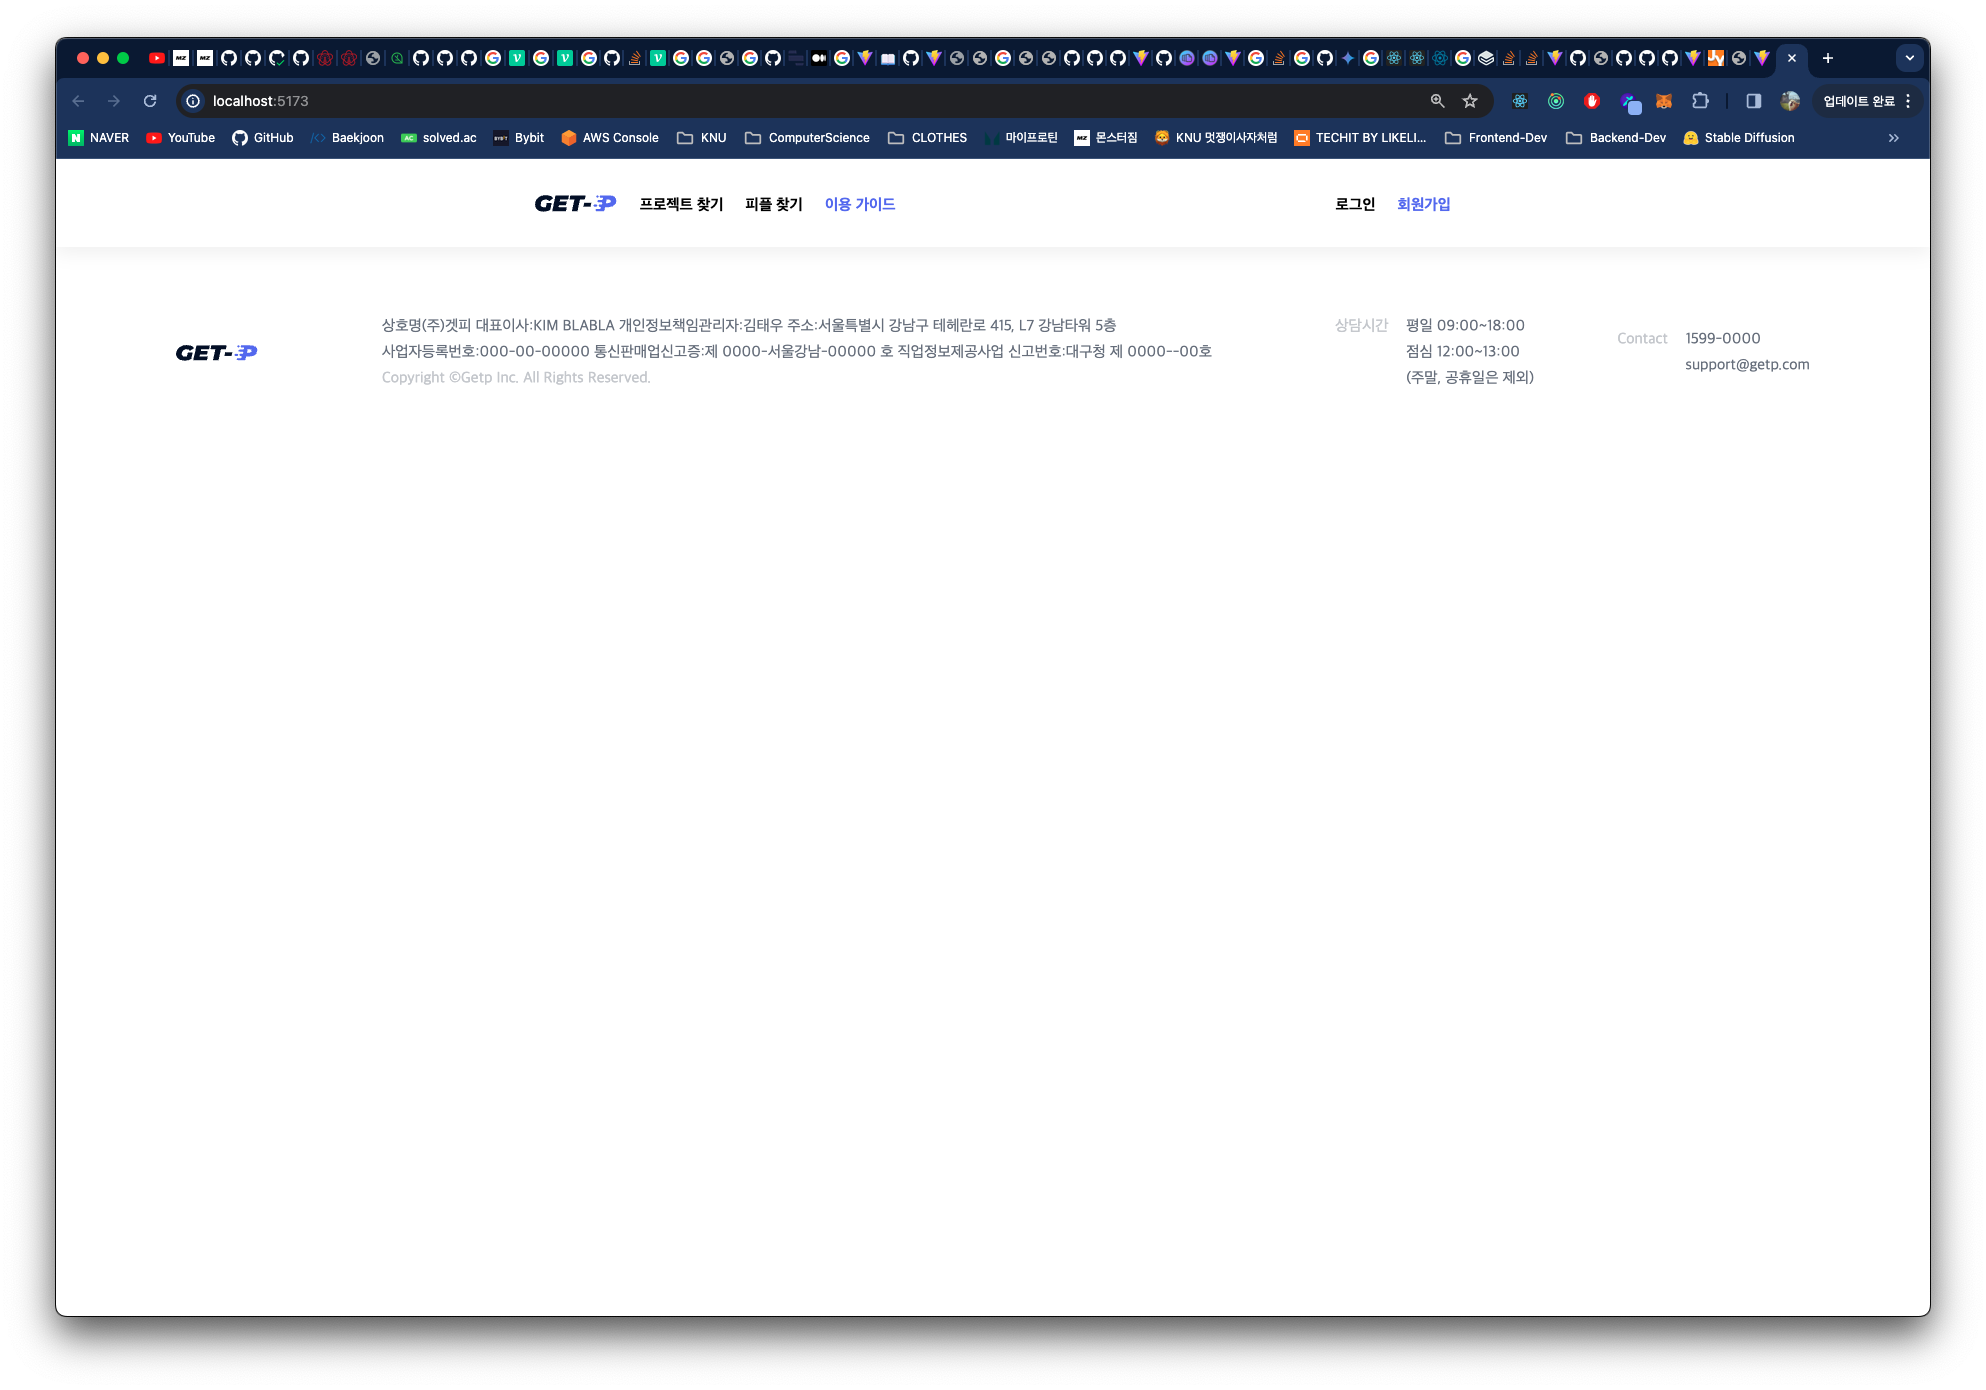 localhost:5173
업데이트 완료
NAVER
YouTube
GitHub
Baekjoon
solved.ac
Bybit
AWS Console
KNU
ComputerScience
CLOTHES
마이프로틴
몬스터짐
KNU 멋쟁이사자처럼
TECHIT BY LIKELI...
Frontend-Dev
Backend-Dev
Stable Diffusion
GET-P
프로젝트 찾기
피플 찾기
이용 가이드
로그인
회원가입
GET-P
상호명(주)겟피 대표이사:KIM BLABLA 개인정보책임관리자:김태우 주소:서울특별시 강남구 테헤란로 415, L7 강남타워 5층
사업자등록번호:000-00-00000 통신판매업신고증:제 0000-서울강남-00000 호 직업정보제공사업 신고번호:대구청 제 0000--00호
Copyright ©Getp Inc. All Rights Reserved.
상담시간
평일 09:00~18:00
점심 12:00~13:00
(주말, 공휴일은 제외)
Contact
1599-0000
support@getp.com